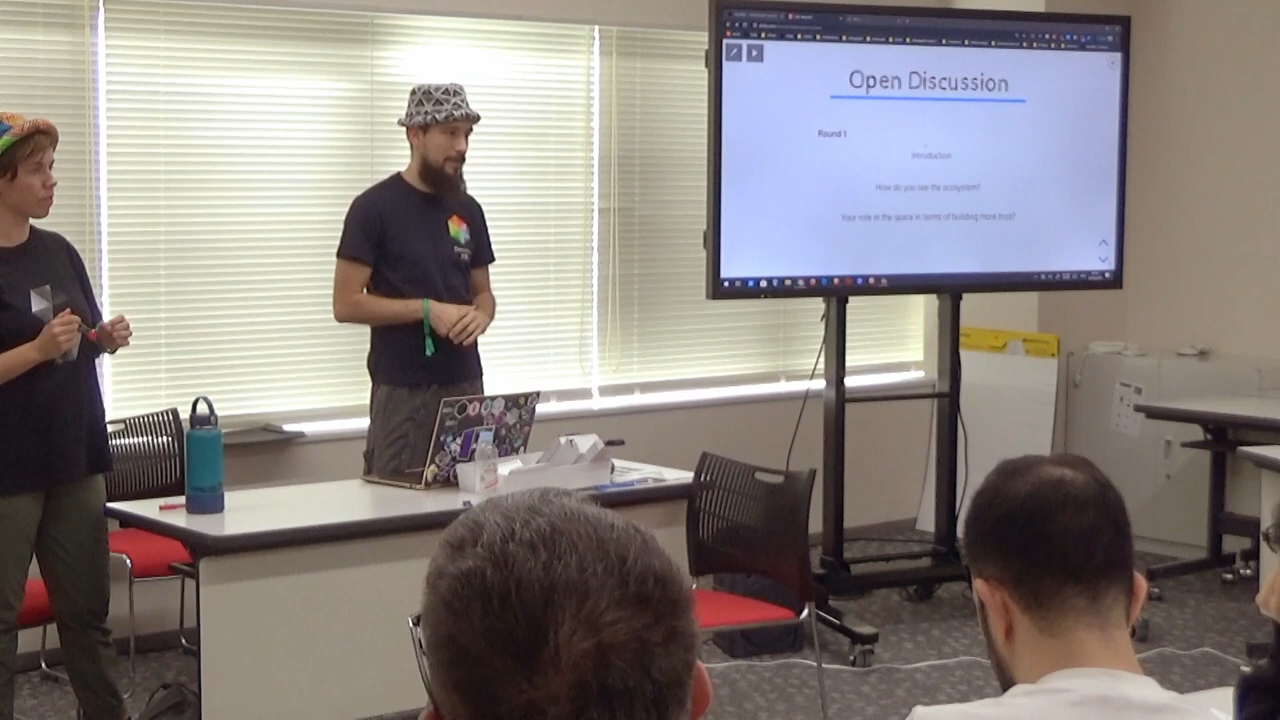 Open Discussion
Round 1
Introduction
How do you see the ecosystem?
Your role in the space in terms of building more trust?